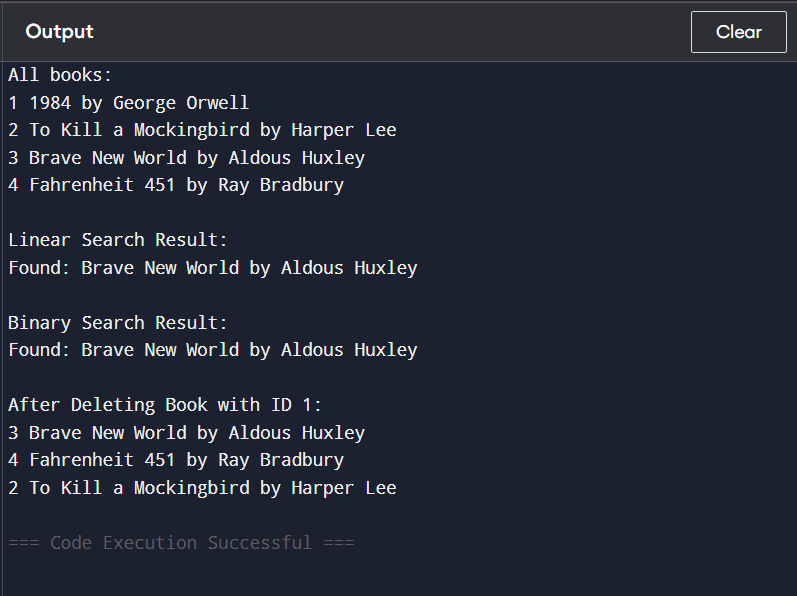 Output
Clear
All books:
1 1984 by George Orwell
2 To Kill a Mockingbird by Harper Lee
3 Brave New World by Aldous Huxley
4 Fahrenheit 451 by Ray Bradbury
Linear Search Result:
Found: Brave New World by Aldous Huxley
Binary Search Result:
Found: Brave New World by Aldous Huxley
After Deleting Book with ID 1:
3 Brave New World by Aldous Huxley
4 Fahrenheit 451 by Ray Bradbury
2 To Kill a Mockingbird by Harper Lee
=== Code Execution Successful ===